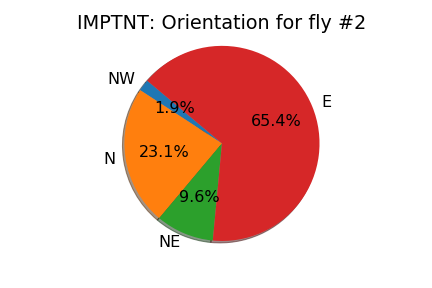 IMPTNT: Orientation for fly #2
NW
1.9%
E
65.4%
N
23.1%
9.6%
NE